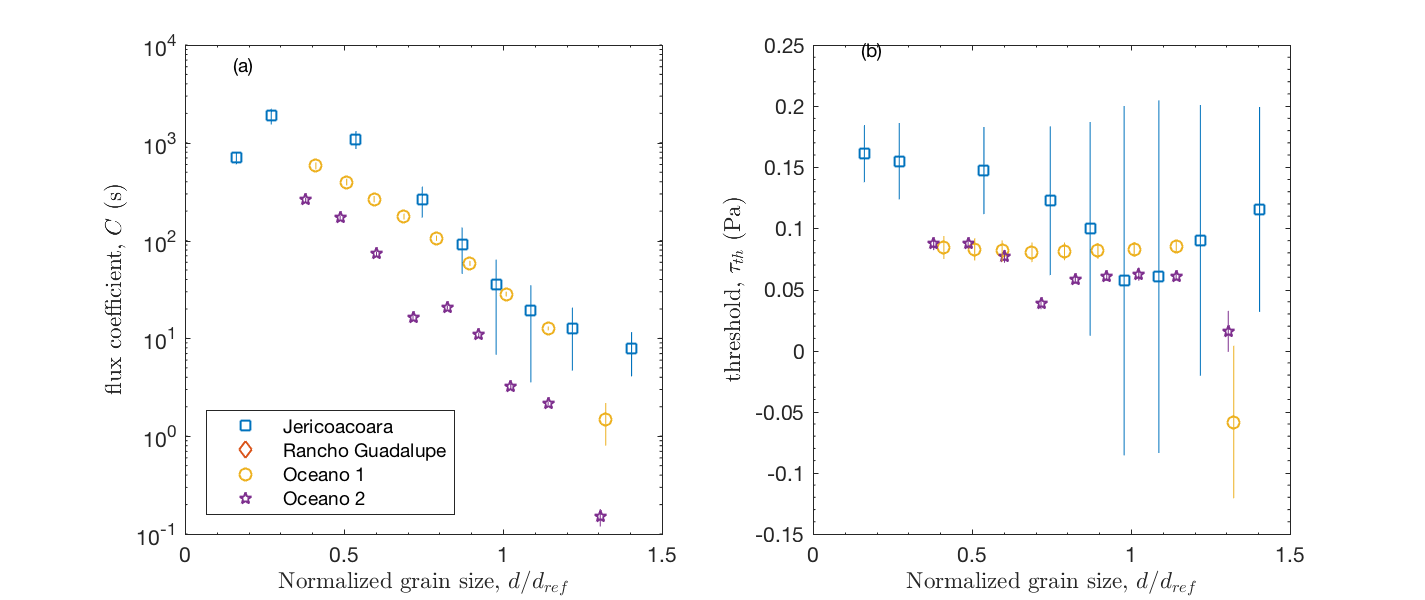 (a)
10^4
10^3
10^2
10^1
10^0
10^-1
flux coefficient, C (s)
Jericoacoara
Rancho Guadalupe
Oceano 1
Oceano 2
0 0.5 1 1.5
Normalized grain size, d/d_ref
(b)
0.25
0.2
0.15
0.1
0.05
0
-0.05
-0.1
-0.15
threshold, τ_th (Pa)
0 0.5 1 1.5
Normalized grain size, d/d_ref